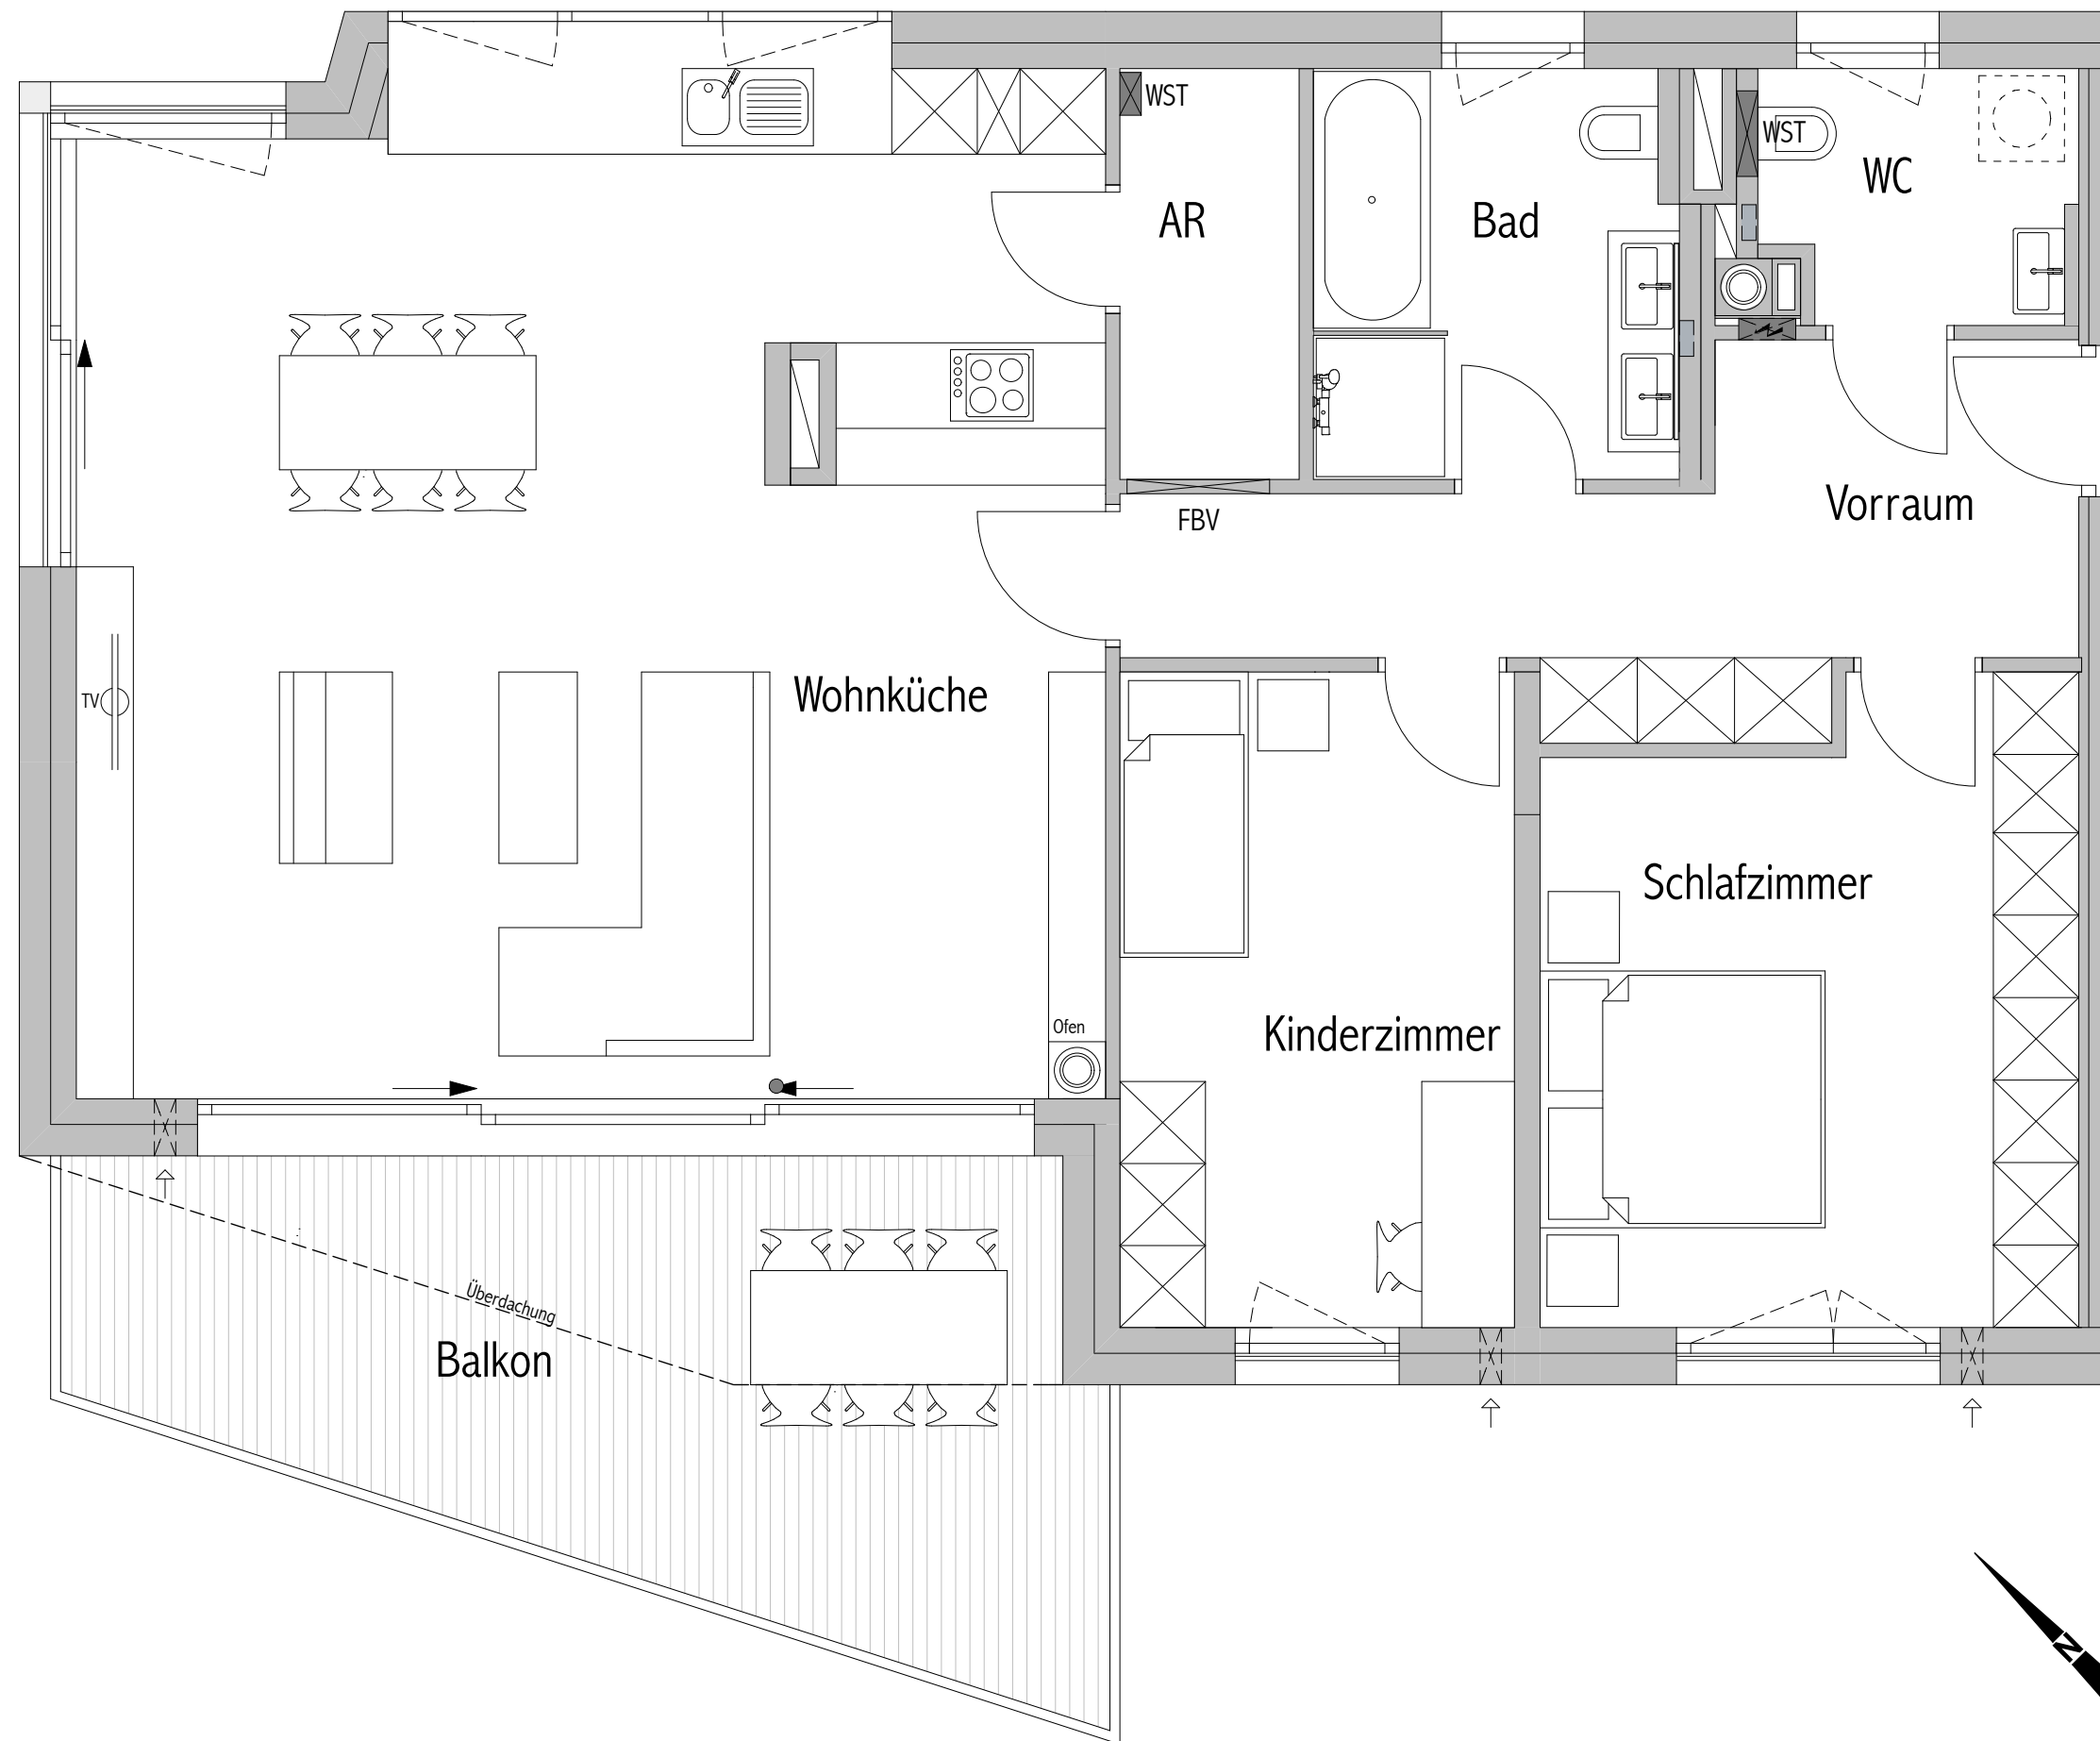 WST
WST
WC
AR
Bad
Vorraum
FBV
TV
Wohnküche
Schlafzimmer
Ofen
Kinderzimmer
Überdachung
Balkon
N